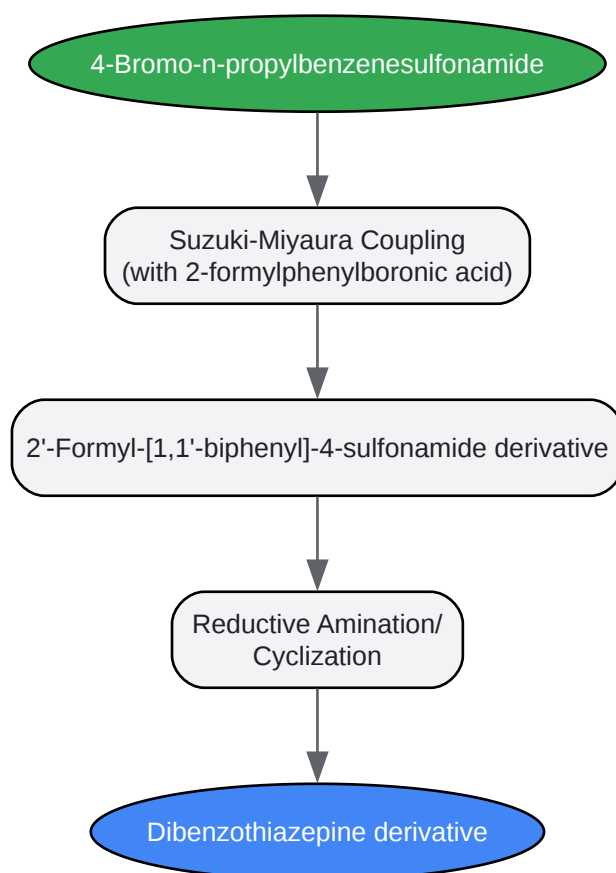 4-Bromo-n-propylbenzenesulfonamide
Suzuki-Miyaura Coupling
(with 2-formylphenylboronic acid)
2'-Formyl-[1,1'-biphenyl]-4-sulfonamide derivative
Reductive Amination/
Cyclization
Dibenzothiazepine derivative